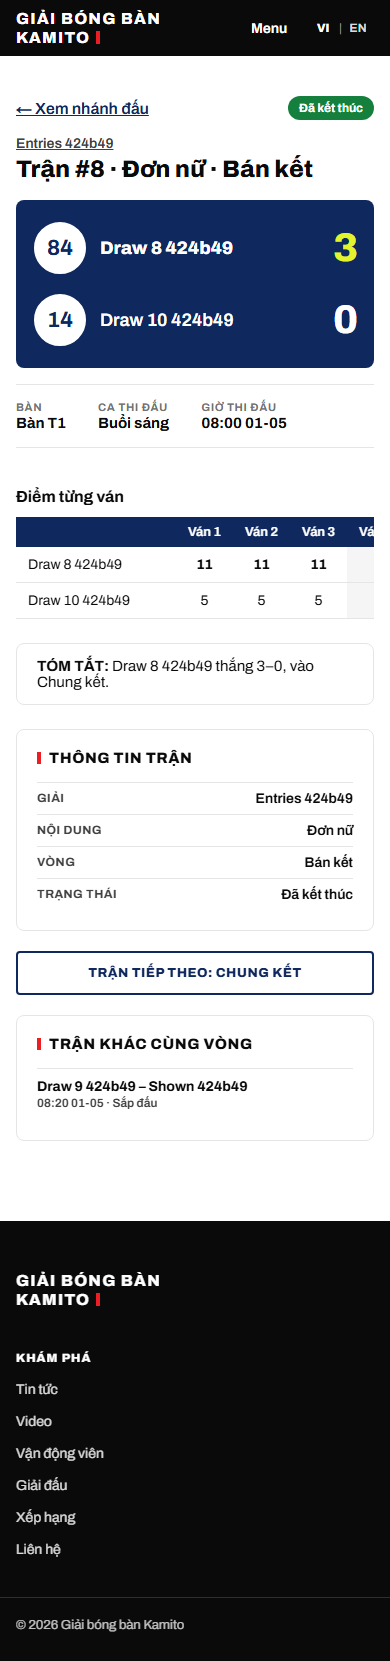 GIẢI BÓNG BÀN
KAMITO
Menu
VI | EN
← Xem nhánh đấu
Đã kết thúc
Entries 424b49
Trận #8 · Đơn nữ · Bán kết
84 Draw 8 424b49 3
14 Draw 10 424b49 0
BÀN CA THI ĐẤU GIỜ THI ĐẤU
Bàn T1 Buổi sáng 08:00 01-05
Điểm từng ván
Ván 1 Ván 2 Ván 3 Vá
Draw 8 424b49 11 11 11
Draw 10 424b49 5 5 5
TÓM TẮT: Draw 8 424b49 thắng 3–0, vào
Chung kết.
THÔNG TIN TRẬN
GIẢI Entries 424b49
NỘI DUNG Đơn nữ
VÒNG Bán kết
TRẠNG THÁI Đã kết thúc
TRẬN TIẾP THEO: CHUNG KẾT
TRẬN KHÁC CÙNG VÒNG
Draw 9 424b49 – Shown 424b49
08:20 01-05 · Sắp đấu
GIẢI BÓNG BÀN
KAMITO
KHÁM PHÁ
Tin tức
Video
Vận động viên
Giải đấu
Xếp hạng
Liên hệ
© 2026 Giải bóng bàn Kamito